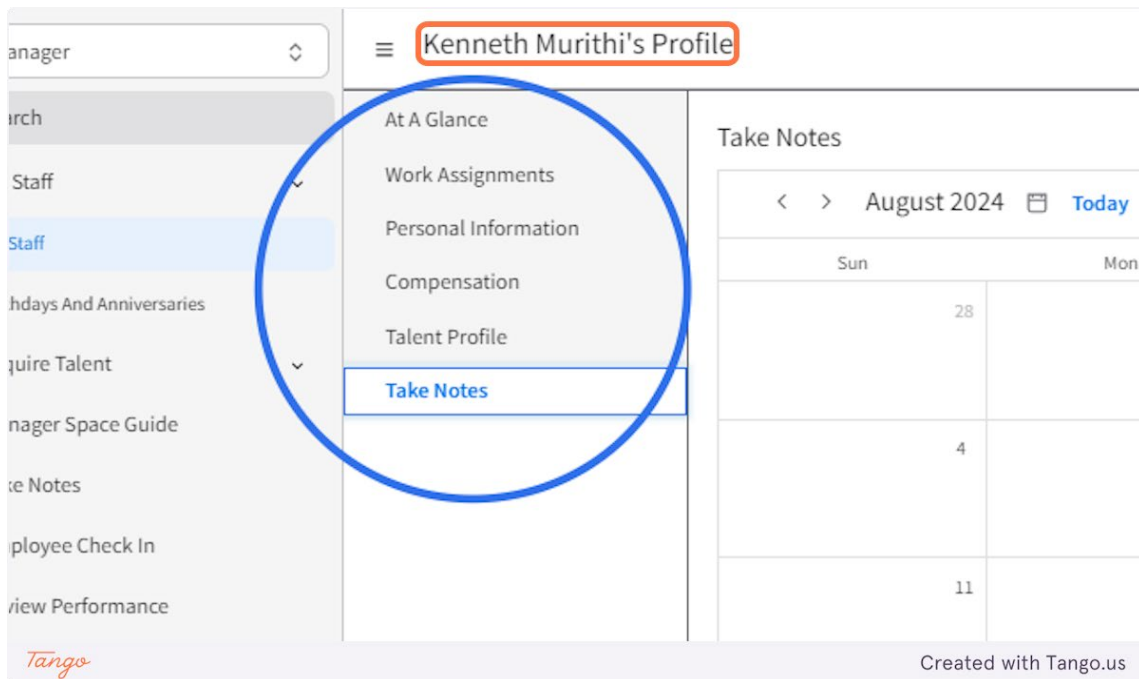 anager
arch
Staff
Staff
hdays And Anniversaries
quire Talent
nager Space Guide
ke Notes
ployee Check In
view Performance
Kenneth Murithi's Profile
At A Glance
Work Assignments
Personal Information
Compensation
Talent Profile
Take Notes
Take Notes
August 2024 Today
Sun Mon
28
4
11
Tango
Created with Tango.us